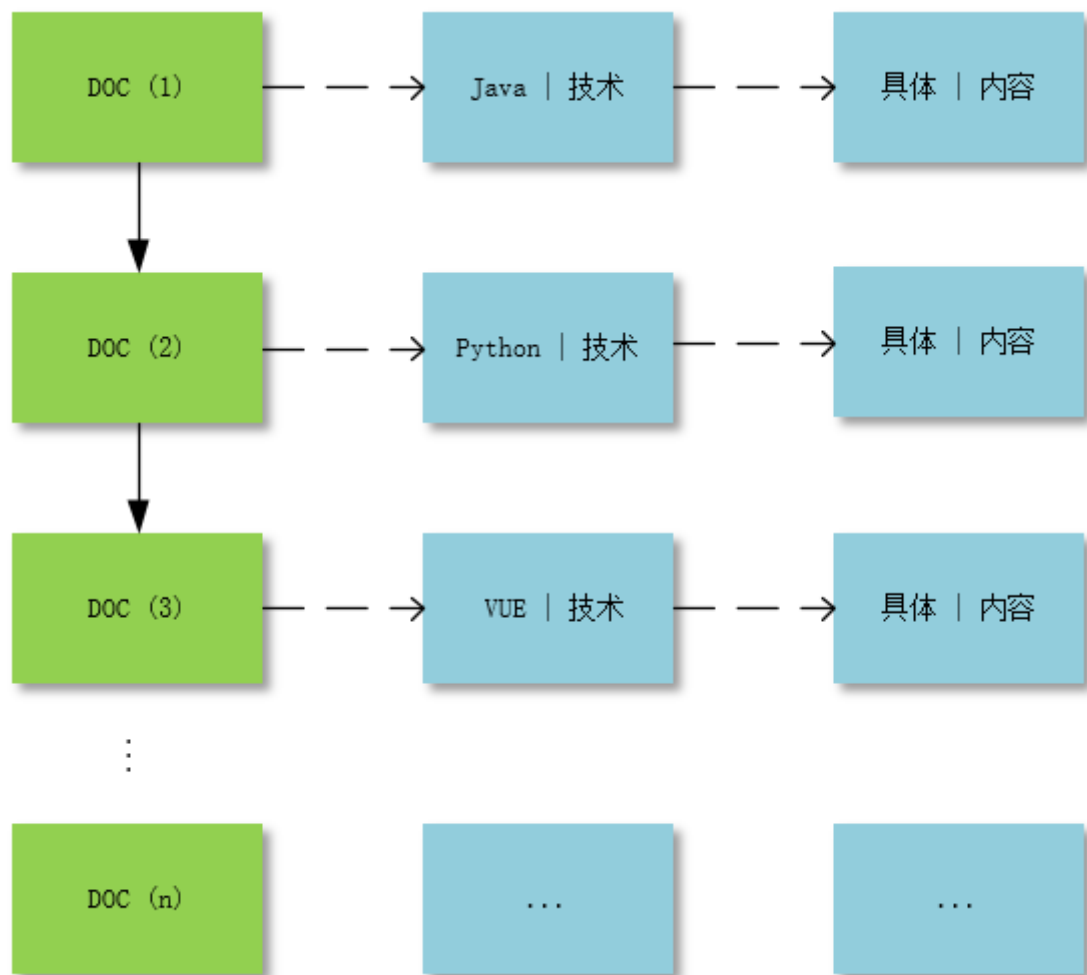 DOC (1)
Java | 技术
具体 | 内容
DOC (2)
Python | 技术
具体 | 内容
DOC (3)
VUE | 技术
具体 | 内容
⋮
DOC (n)
...
...